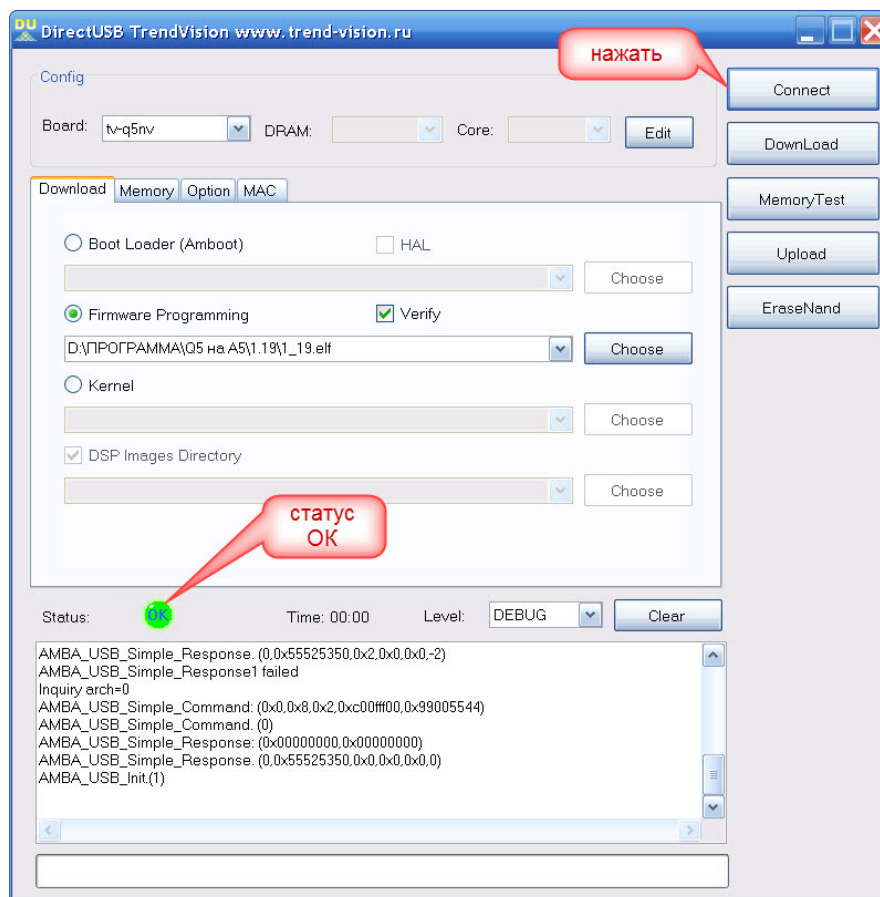 DU
DirectUSB TrendVision www.trend-vision.ru
нажать
Config
Connect
Board: tv-q5nv DRAM: Core: Edit
DownLoad
Download Memory Option MAC
MemoryTest
Boot Loader (Amboot) HAL
Upload
Choose
EraseNand
Firmware Programming Verify
D:\ПРОГРАММА\Q5 на A5\1.19\1_19.elf Choose
Kernel
Choose
DSP Images Directory
Choose
статус
ОК
Status: OK Time: 00:00 Level: DEBUG Clear
AMBA_USB_Simple_Response. (0,0x55525350,0x2,0x0,0x0,-2)
AMBA_USB_Simple_Response1 failed
Inquiry arch=0
AMBA_USB_Simple_Command: (0x0,0x8,0x2,0xc00fff00,0x99005544)
AMBA_USB_Simple_Command. (0)
AMBA_USB_Simple_Response: (0x00000000,0x00000000)
AMBA_USB_Simple_Response. (0,0x55525350,0x0,0x0,0x0,0)
AMBA_USB_Init.(1)